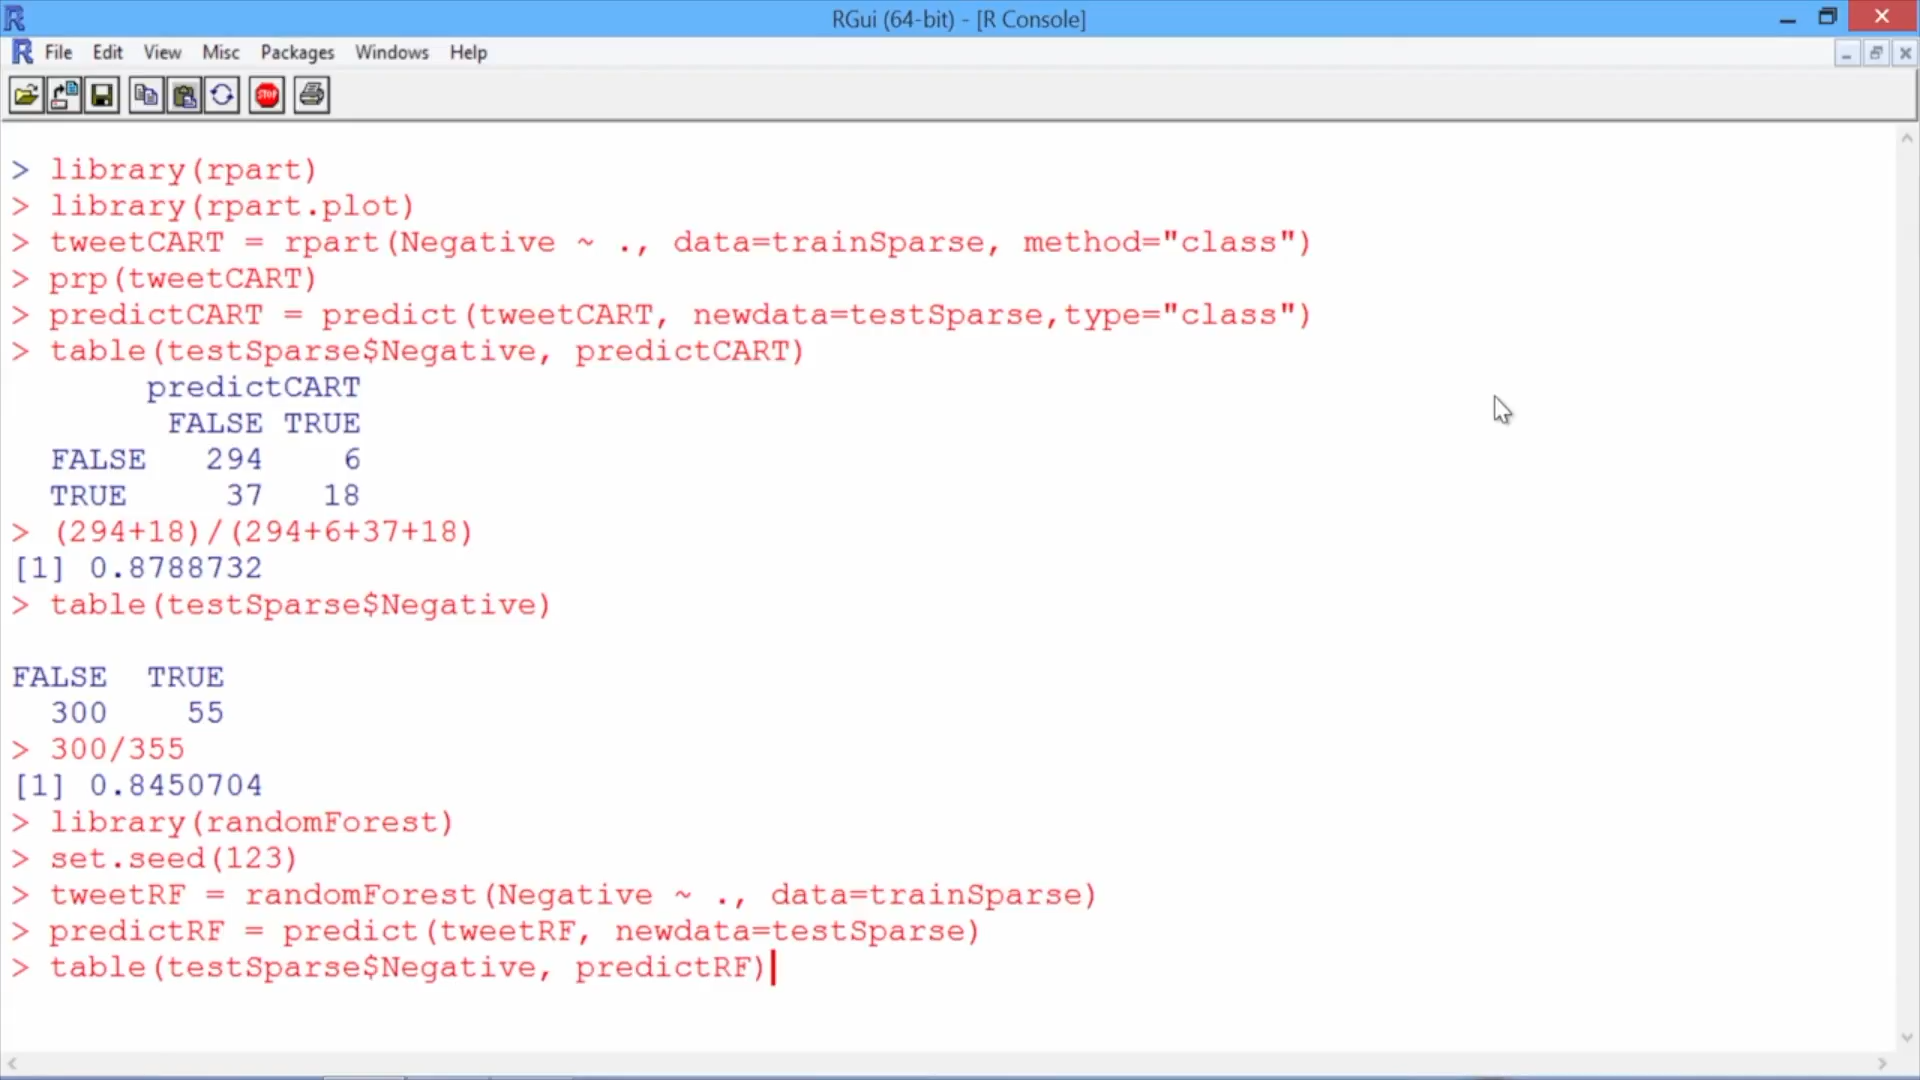 RGui (64-bit) - [R Console]
File Edit View Misc Packages Windows Help
STOP
> library(rpart)
> library(rpart.plot)
> tweetCART = rpart(Negative ~ ., data=trainSparse, method="class")
> prp(tweetCART)
> predictCART = predict(tweetCART, newdata=testSparse,type="class")
> table(testSparse$Negative, predictCART)
       predictCART
        FALSE TRUE
  FALSE   294    6
  TRUE     37   18
> (294+18)/(294+6+37+18)
[1] 0.8788732
> table(testSparse$Negative)
FALSE  TRUE
  300    55
> 300/355
[1] 0.8450704
> library(randomForest)
> set.seed(123)
> tweetRF = randomForest(Negative ~ ., data=trainSparse)
> predictRF = predict(tweetRF, newdata=testSparse)
> table(testSparse$Negative, predictRF)